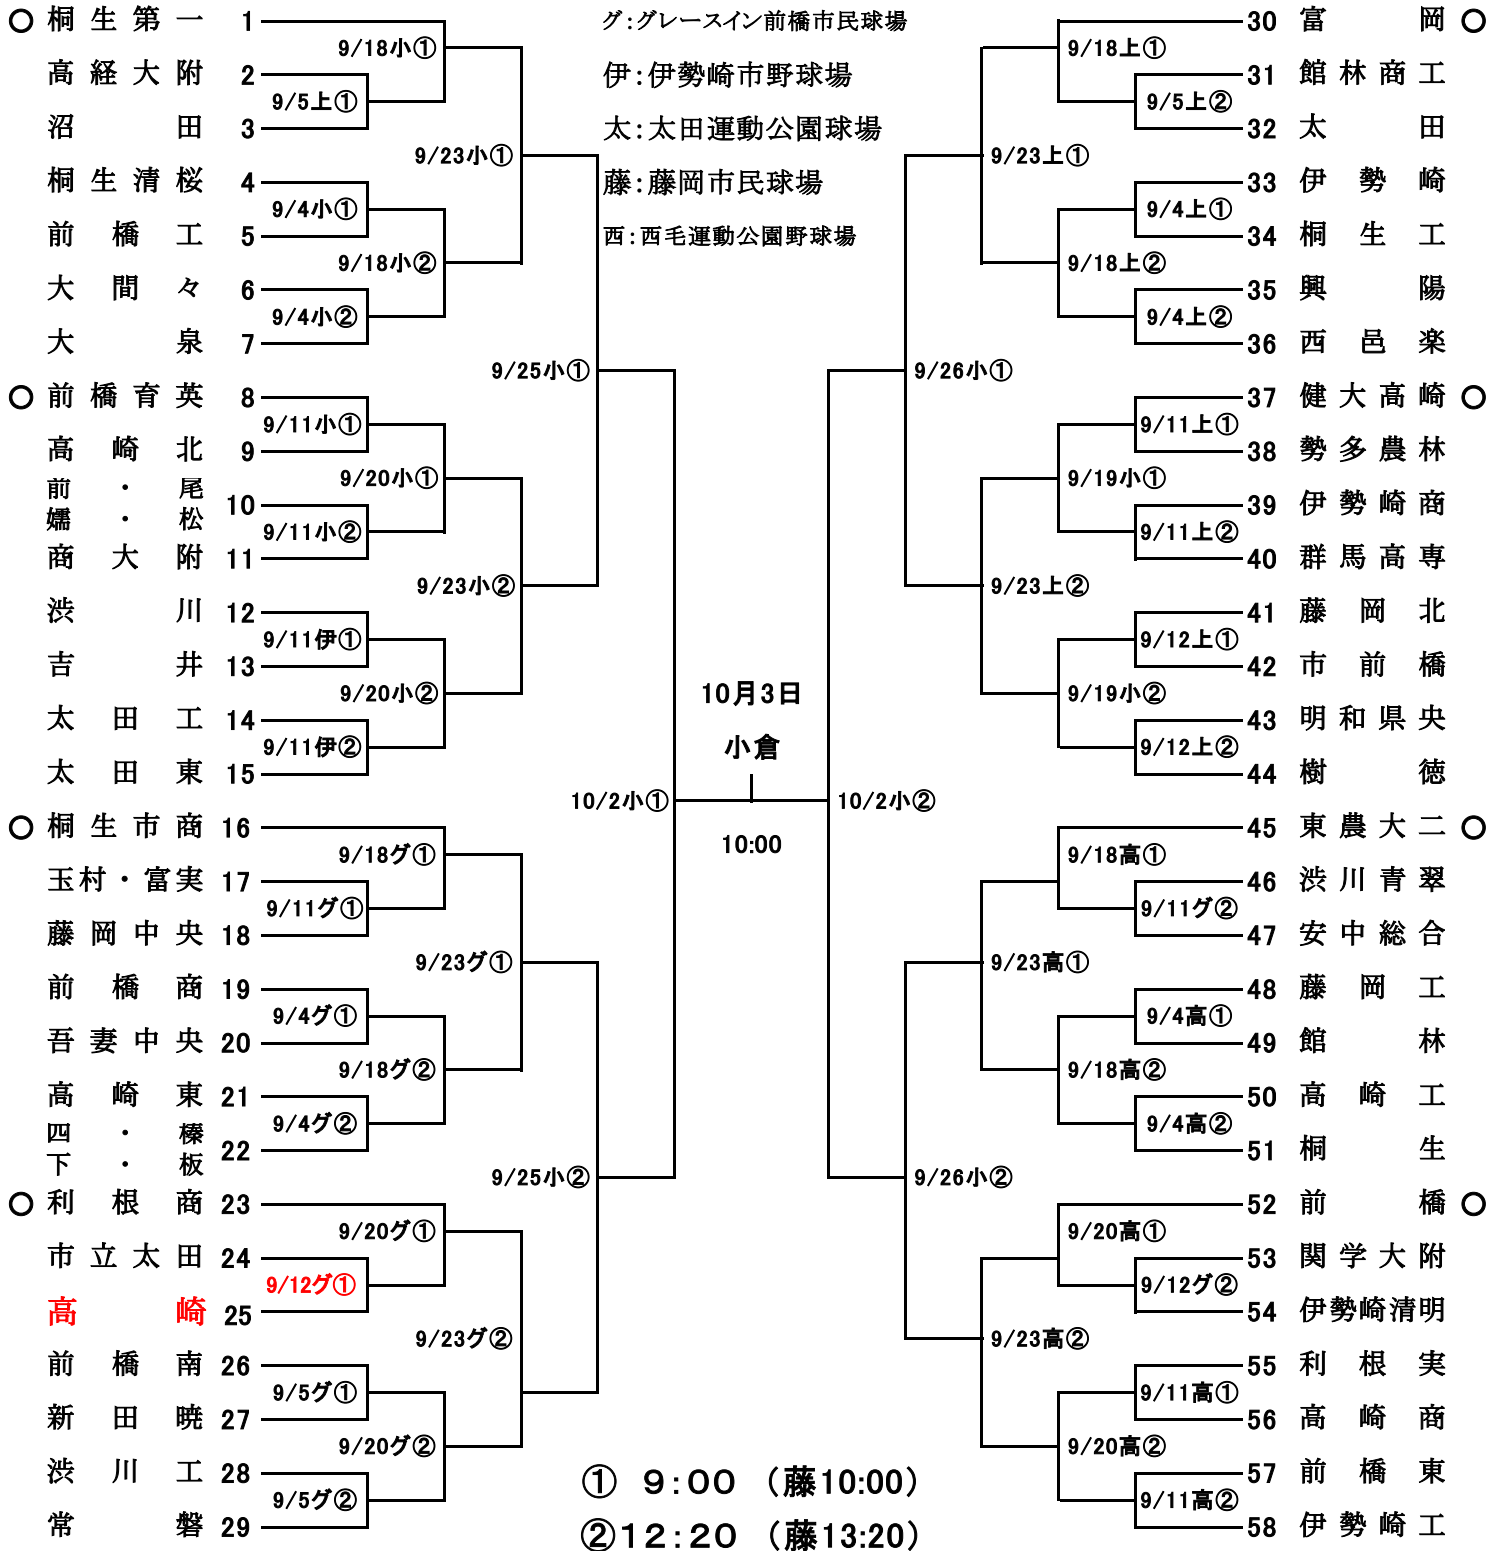 ○ 桐生第一 1
高経大附 2
沼田 3
桐生清桜 4
前橋工 5
大間々 6
大泉 7
○ 前橋育英 8
高崎北 9
前・尾
嬬・松 10
商大附 11
渋川 12
吉井 13
太田工 14
太田東 15
○ 桐生市商 16
玉村・富実 17
藤岡中央 18
前橋商 19
吾妻中央 20
高崎東 21
四・榛
下・板 22
○ 利根商 23
市立太田 24
高崎 25
前橋南 26
新田暁 27
渋川工 28
常磐 29
9/5上①
9/4小①
9/4小②
9/11小①
9/11小②
9/11伊①
9/11伊②
9/11グ①
9/4グ①
9/4グ②
9/12グ①
9/5グ①
9/5グ②
9/18小①
9/18小②
9/20小①
9/20小②
9/18グ①
9/18グ②
9/20グ①
9/20グ②
9/23小①
9/23小②
9/23グ①
9/23グ②
9/25小①
9/25小②
10/2小①
グ:グレースイン前橋市民球場
伊:伊勢崎市野球場
太:太田運動公園球場
藤:藤岡市民球場
西:西毛運動公園野球場
10月3日
小倉
10:00
① 9:00 (藤10:00)
②12:20 (藤13:20)
10/2小②
9/26小①
9/26小②
9/23上①
9/23上②
9/23高①
9/23高②
9/18上①
9/18上②
9/19小①
9/19小②
9/18高①
9/18高②
9/20高①
9/20高②
9/5上②
9/4上①
9/4上②
9/11上①
9/11上②
9/12上①
9/12上②
9/11グ②
9/4高①
9/4高②
9/12グ②
9/11高①
9/11高②
30 富岡 ○
31 館林商工
32 太田
33 伊勢崎
34 桐生工
35 興陽
36 西邑楽
37 健大高崎 ○
38 勢多農林
39 伊勢崎商
40 群馬高専
41 藤岡北
42 市前橋
43 明和県央
44 樹徳
45 東農大二 ○
46 渋川青翠
47 安中総合
48 藤岡工
49 館林
50 高崎工
51 桐生
52 前橋 ○
53 関学大附
54 伊勢崎清明
55 利根実
56 高崎商
57 前橋東
58 伊勢崎工